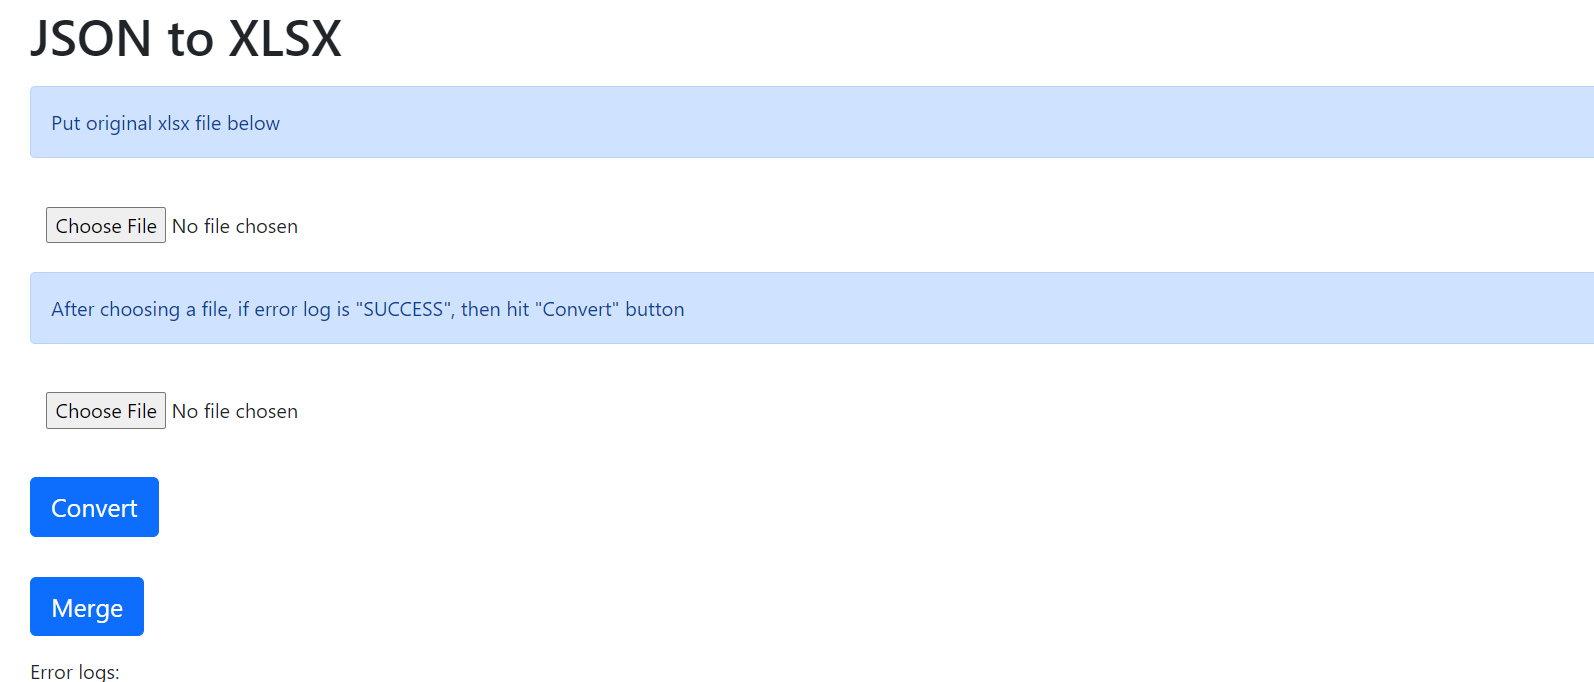 JSON to XLSX
Put original xlsx file below
Choose File No file chosen
After choosing a file, if error log is "SUCCESS", then hit "Convert" button
Choose File No file chosen
Convert
Merge
Error logs: